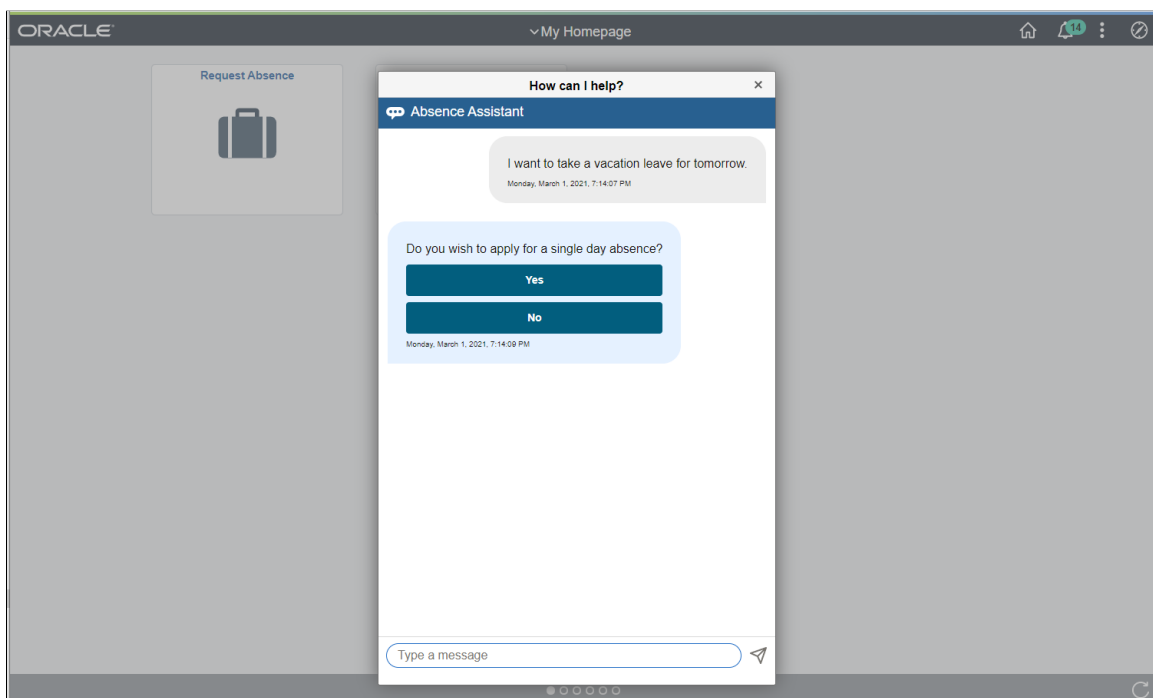 ORACLE
My Homepage
14
Request Absence
How can I help?
Absence Assistant
I want to take a vacation leave for tomorrow.
Monday, March 1, 2021, 7:14:07 PM
Do you wish to apply for a single day absence?
Yes
No
Monday, March 1, 2021, 7:14:09 PM
Type a message